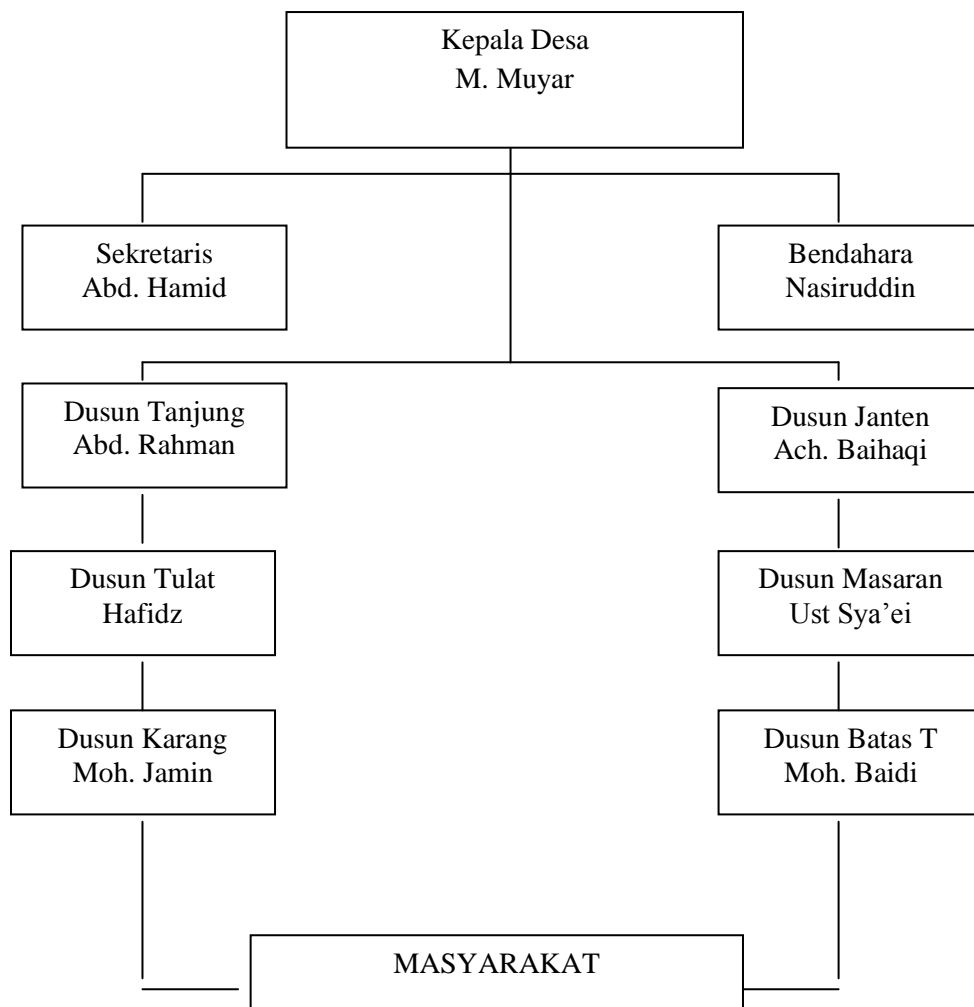 Kepala Desa
M. Muyar
Sekretaris
Abd. Hamid
Bendahara
Nasiruddin
Dusun Tanjung
Abd. Rahman
Dusun Janten
Ach. Baihaqi
Dusun Tulat
Hafidz
Dusun Masaran
Ust Sya’ei
Dusun Karang
Moh. Jamin
Dusun Batas T
Moh. Baidi
MASYARAKAT